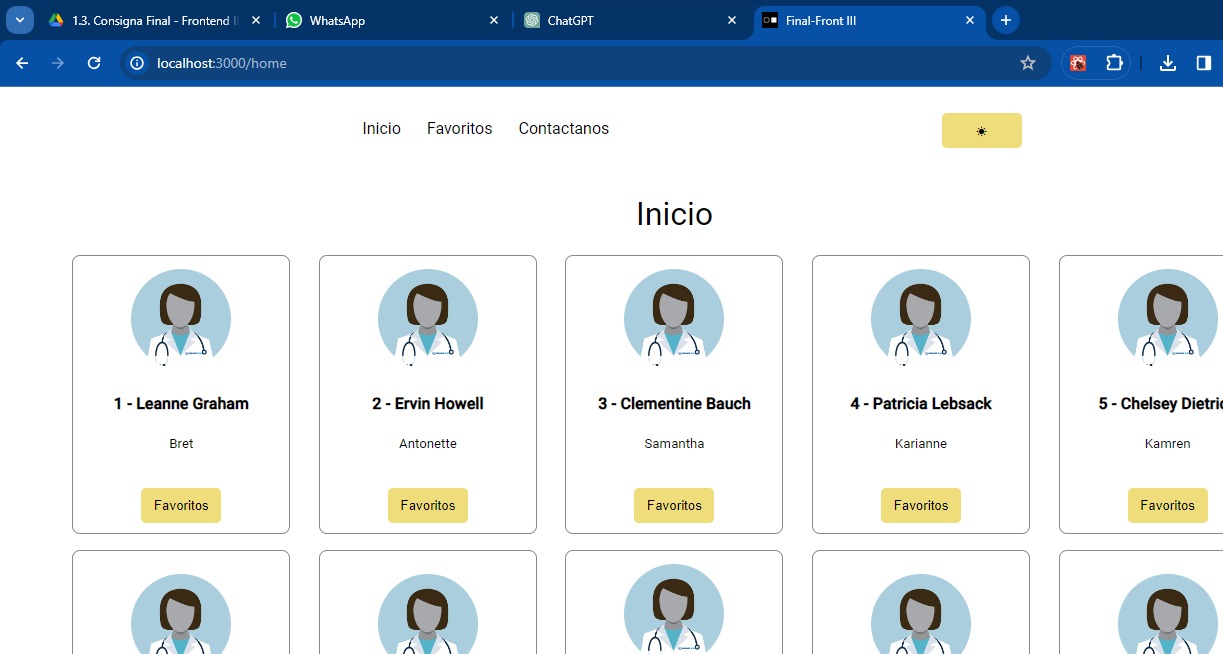 1.3. Consigna Final - Frontend
WhatsApp
ChatGPT
Final-Front III
localhost:3000/home
Inicio
Favoritos
Contactanos
Inicio
1 - Leanne Graham
Bret
Favoritos
2 - Ervin Howell
Antonette
Favoritos
3 - Clementine Bauch
Samantha
Favoritos
4 - Patricia Lebsack
Karianne
Favoritos
5 - Chelsey Dietric
Kamren
Favoritos